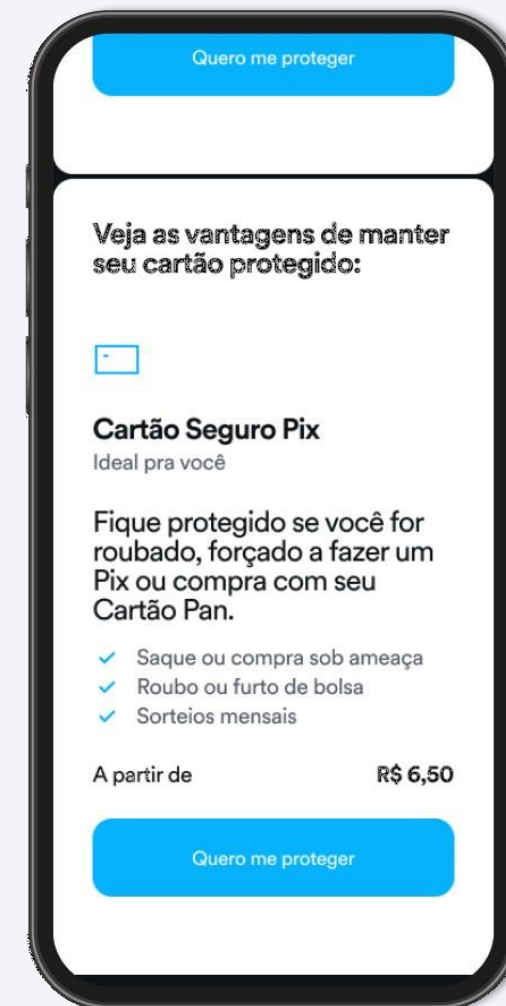 Quero me proteger
Veja as vantagens de manter
seu cartão protegido:
Cartão Seguro Pix
Ideal pra você
Fique protegido se você for
roubado, forçado a fazer um
Pix ou compra com seu
Cartão Pan.
Saque ou compra sob ameaça
Roubo ou furto de bolsa
Sorteios mensais
A partir de R$ 6,50
Quero me proteger